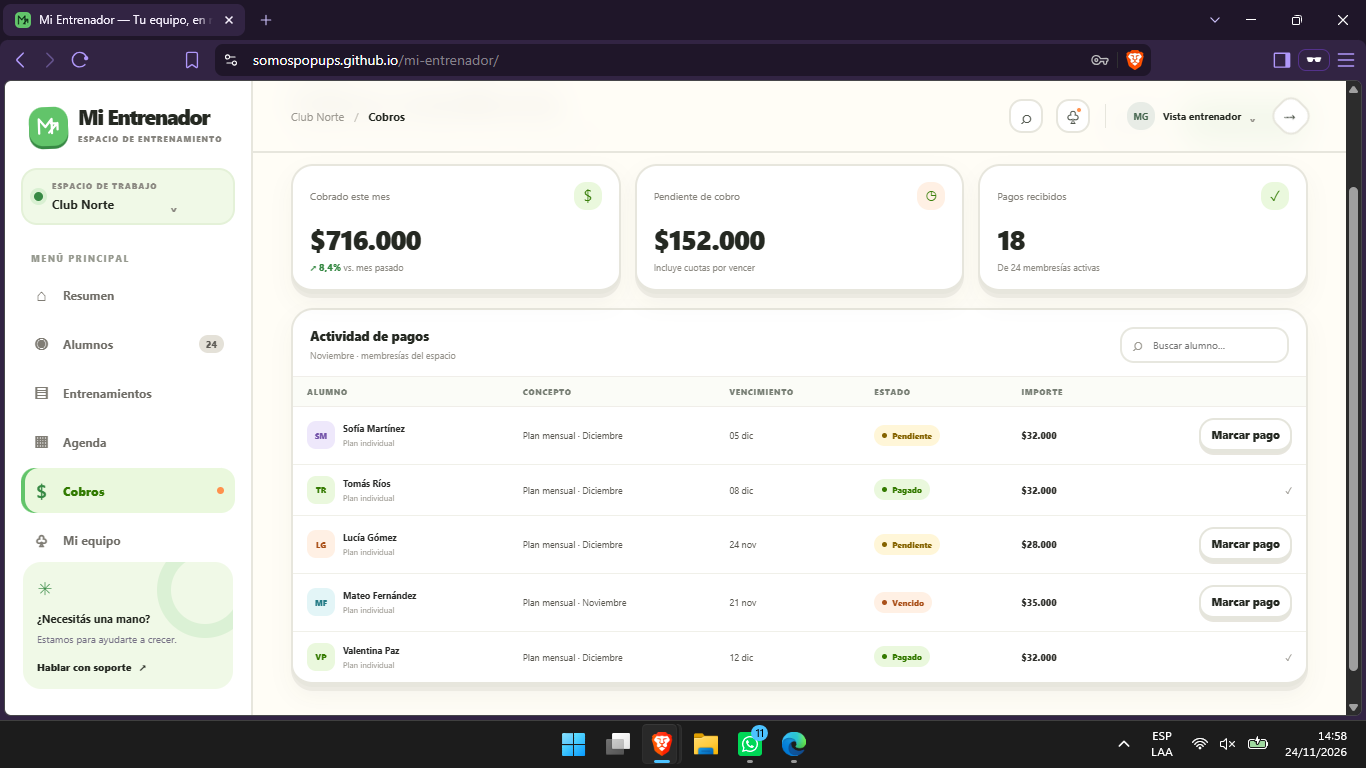 Mi Entrenador — Tu equipo, en
somospopups.github.io/mi-entrenador/
Mi Entrenador
ESPACIO DE ENTRENAMIENTO
ESPACIO DE TRABAJO
Club Norte
MENÚ PRINCIPAL
Resumen
Alumnos 24
Entrenamientos
Agenda
$ Cobros
Mi equipo
¿Necesitás una mano?
Estamos para ayudarte a crecer.
Hablar con soporte ↗
Club Norte / Cobros
MG Vista entrenador
Cobrado este mes $
$716.000
↗ 8,4% vs. mes pasado
Pendiente de cobro
$152.000
Incluye cuotas por vencer
Pagos recibidos ✓
18
De 24 membresías activas
Actividad de pagos
Noviembre · membresías del espacio
Buscar alumno...
ALUMNO CONCEPTO VENCIMIENTO ESTADO IMPORTE
SM Sofía Martínez Plan mensual · Diciembre 05 dic Pendiente $32.000 Marcar pago
Plan individual
TR Tomás Ríos Plan mensual · Diciembre 08 dic Pagado $32.000 ✓
Plan individual
LG Lucía Gómez Plan mensual · Diciembre 24 nov Pendiente $28.000 Marcar pago
Plan individual
MF Mateo Fernández Plan mensual · Noviembre 21 nov Vencido $35.000 Marcar pago
Plan individual
VP Valentina Paz Plan mensual · Diciembre 12 dic Pagado $32.000 ✓
Plan individual
11
ESP
LAA
14:58
24/11/2026